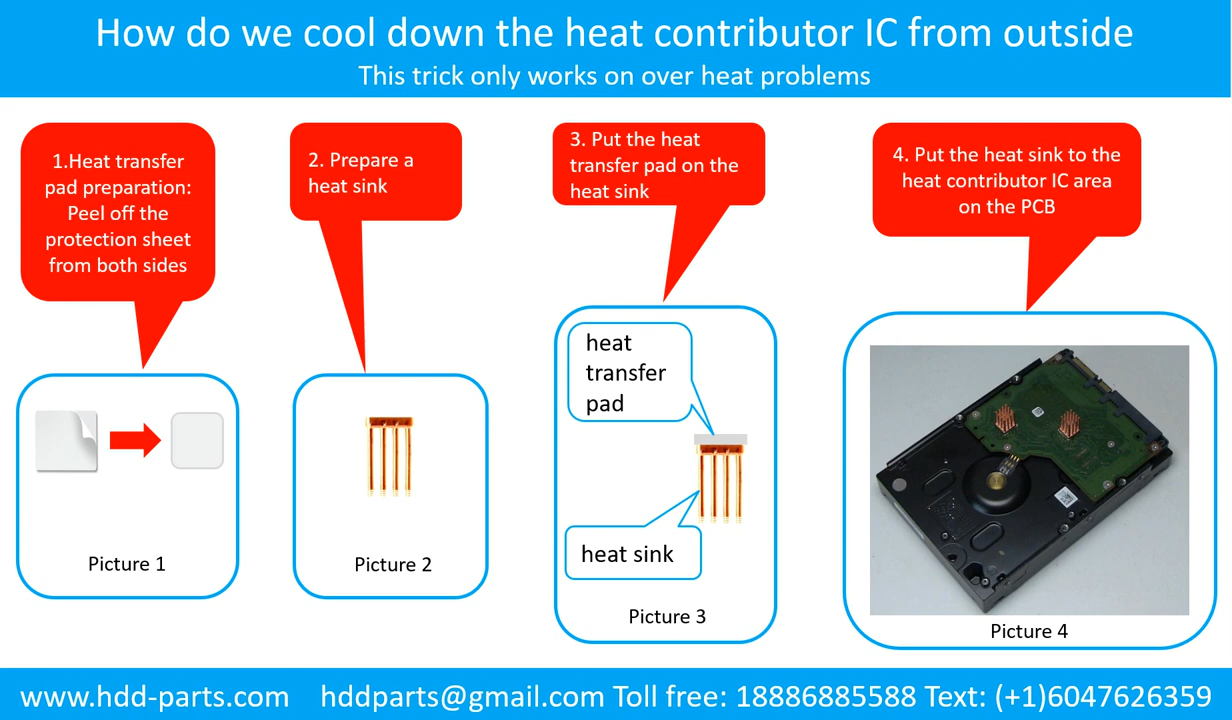 How do we cool down the heat contributor IC from outside
This trick only works on over heat problems
1.Heat transfer
pad preparation:
Peel off the
protection sheet
from both sides
2. Prepare a
heat sink
3. Put the heat
transfer pad on the
heat sink
4. Put the heat sink to the
heat contributor IC area
on the PCB
Picture 1
Picture 2
heat
transfer
pad
heat sink
Picture 3
Picture 4
www.hdd-parts.com hddparts@gmail.com Toll free: 18886885588 Text: (+1)6047626359